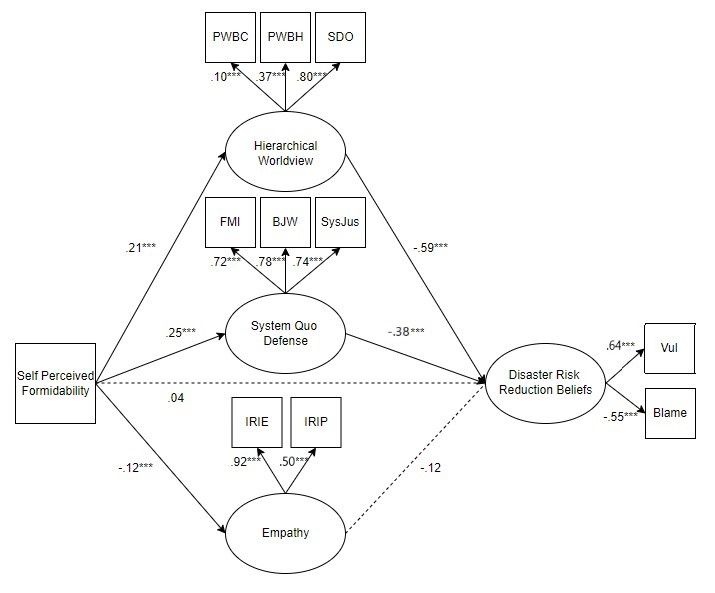 PWBC
PWBH
SDO
.10***
.37***
.80***
Hierarchical
Worldview
FMI
BJW
SysJus
.21***
-.59***
.72***
.78***
.74***
System Quo
Defense
.25***
-.38***
Self Perceived
Formidability
.04
Disaster Risk
Reduction Beliefs
.64***
Vul
-.55***
Blame
IRIE
IRIP
.92***
.50***
-.12***
-.12
Empathy